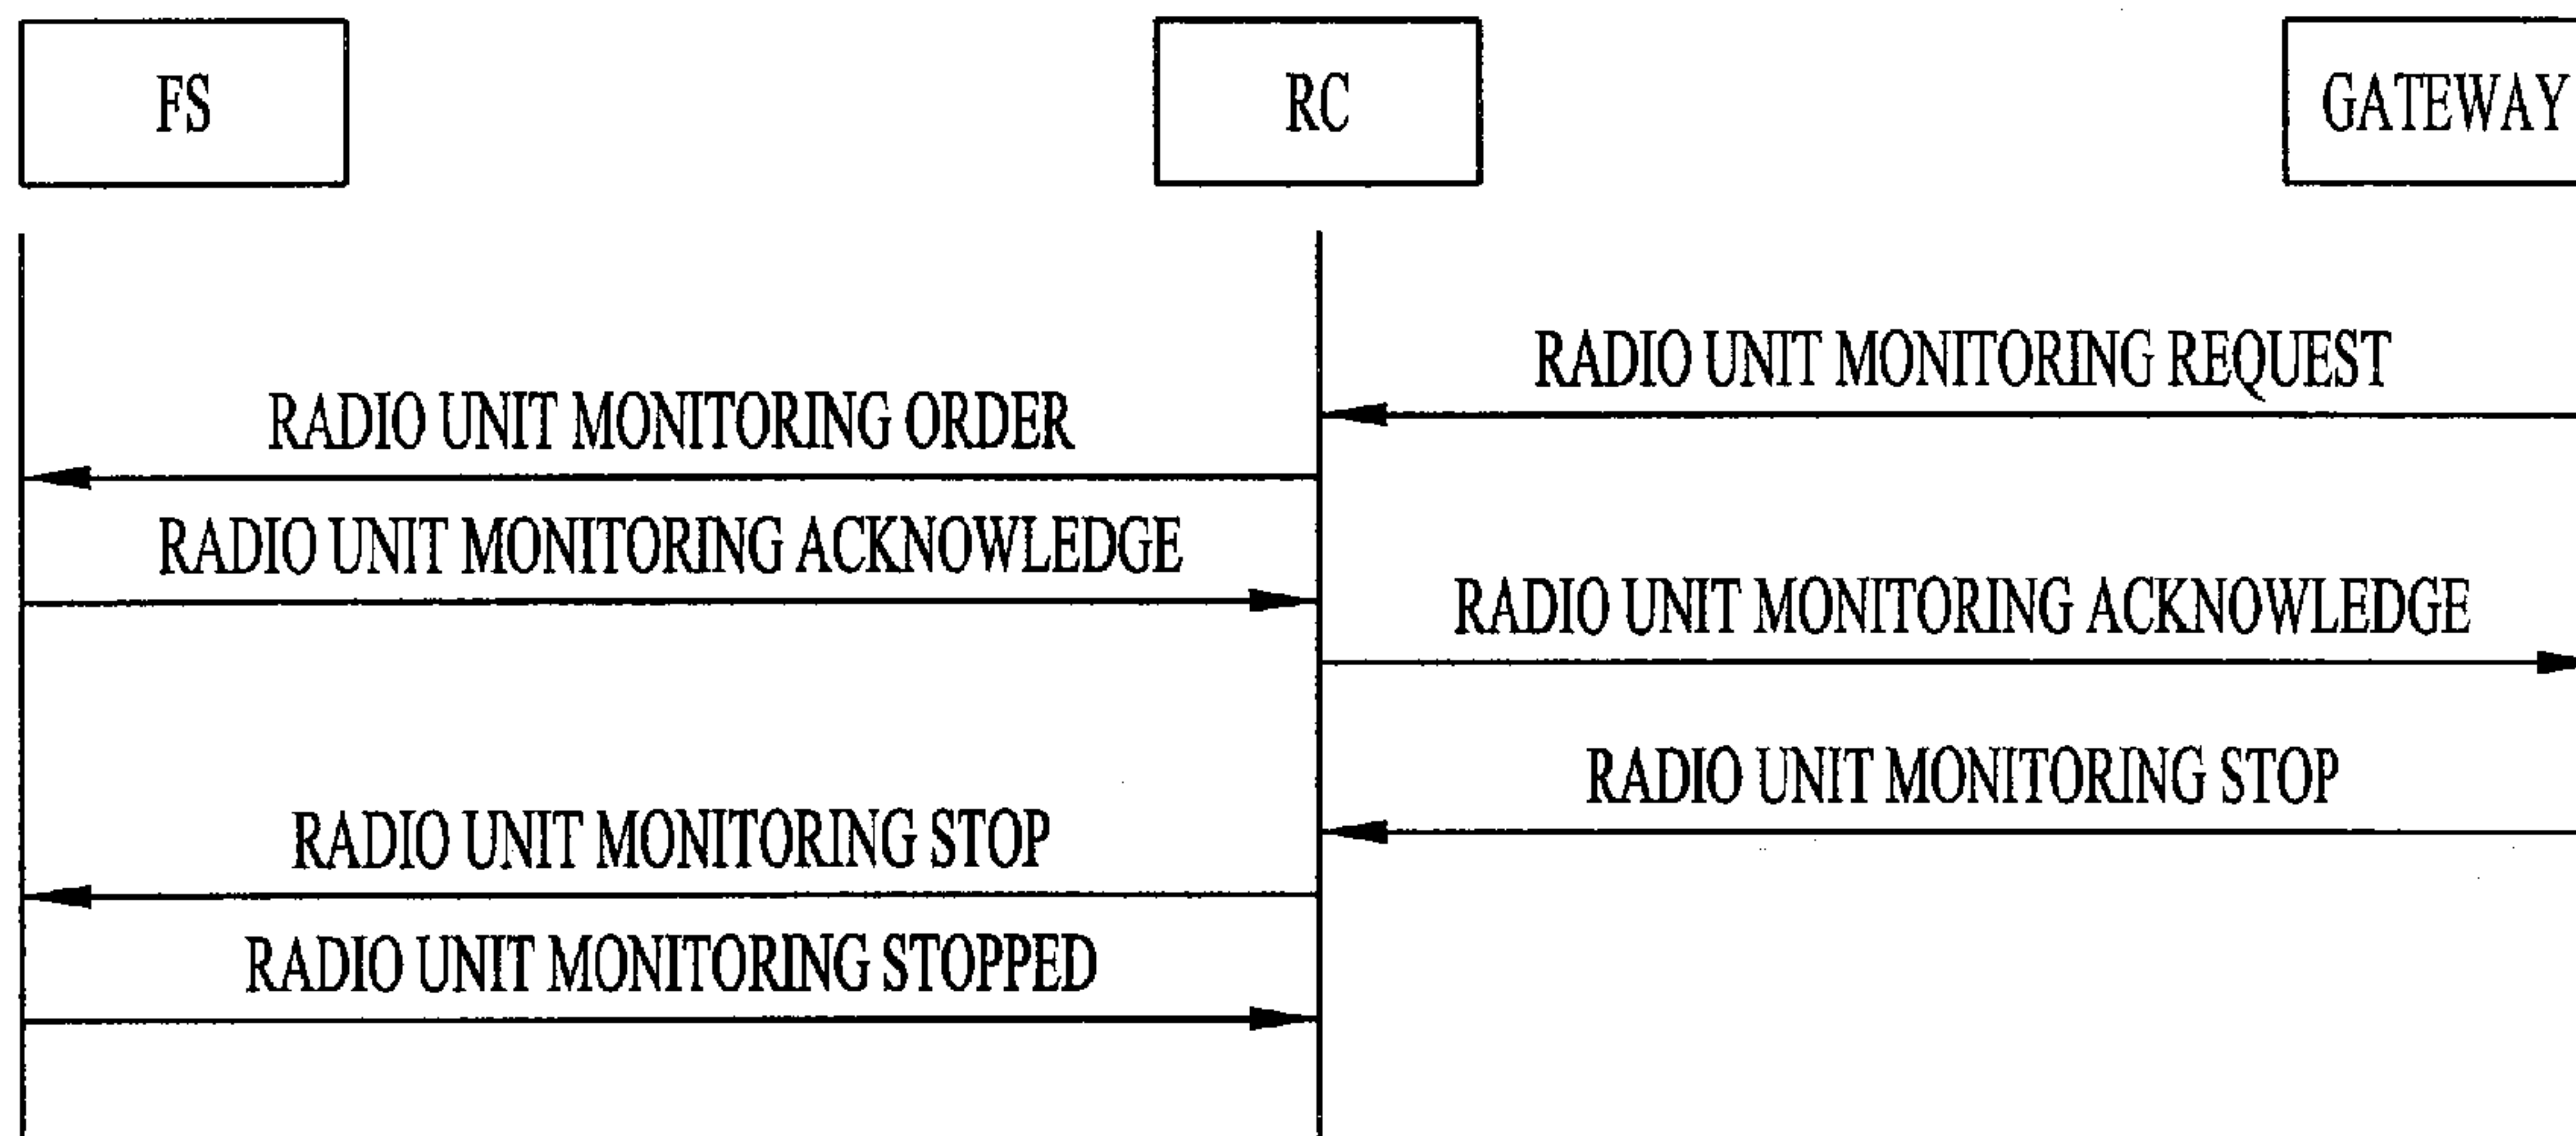 FS
RC
GATEWAY
RADIO UNIT MONITORING REQUEST
RADIO UNIT MONITORING ORDER
RADIO UNIT MONITORING ACKNOWLEDGE
RADIO UNIT MONITORING ACKNOWLEDGE
RADIO UNIT MONITORING STOP
RADIO UNIT MONITORING STOP
RADIO UNIT MONITORING STOPPED